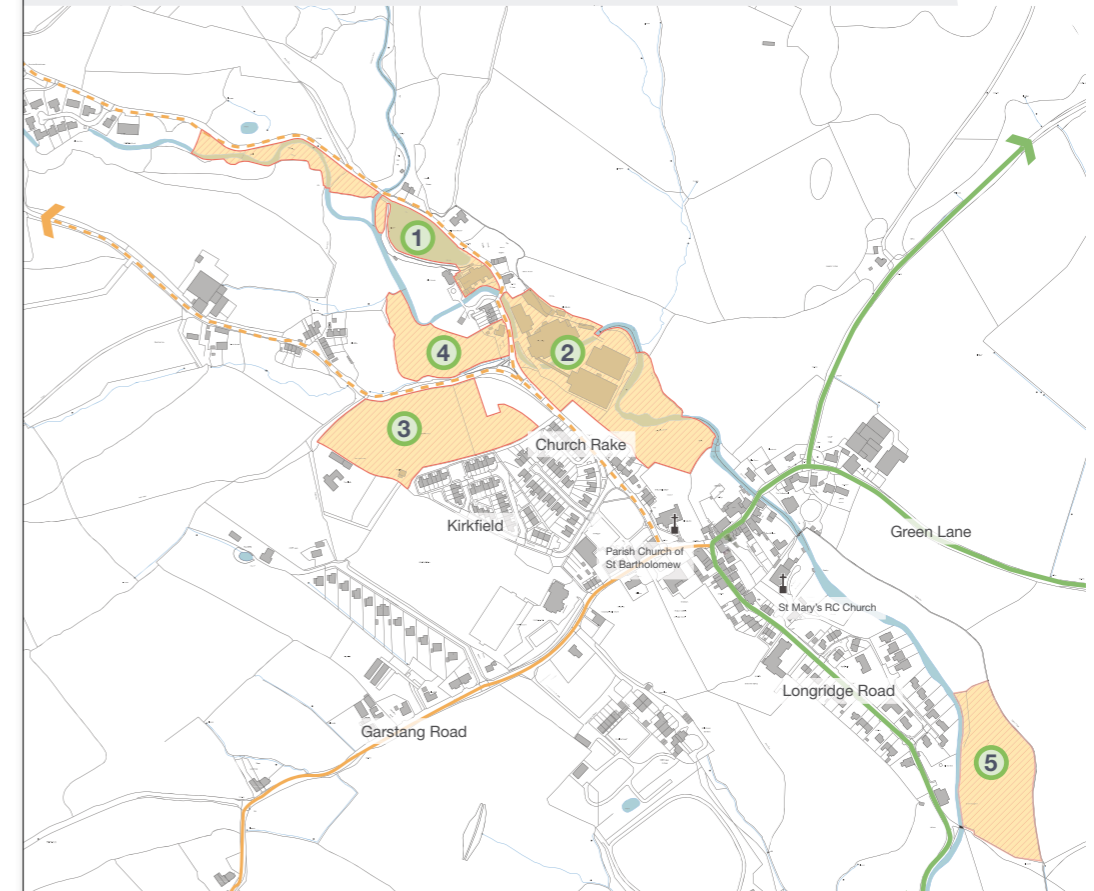 1
2
4
3
Church Rake
Kirkfield
Green Lane
Parish Church of
St Bartholomew
St Mary's RC Church
Longridge Road
Garstang Road
5